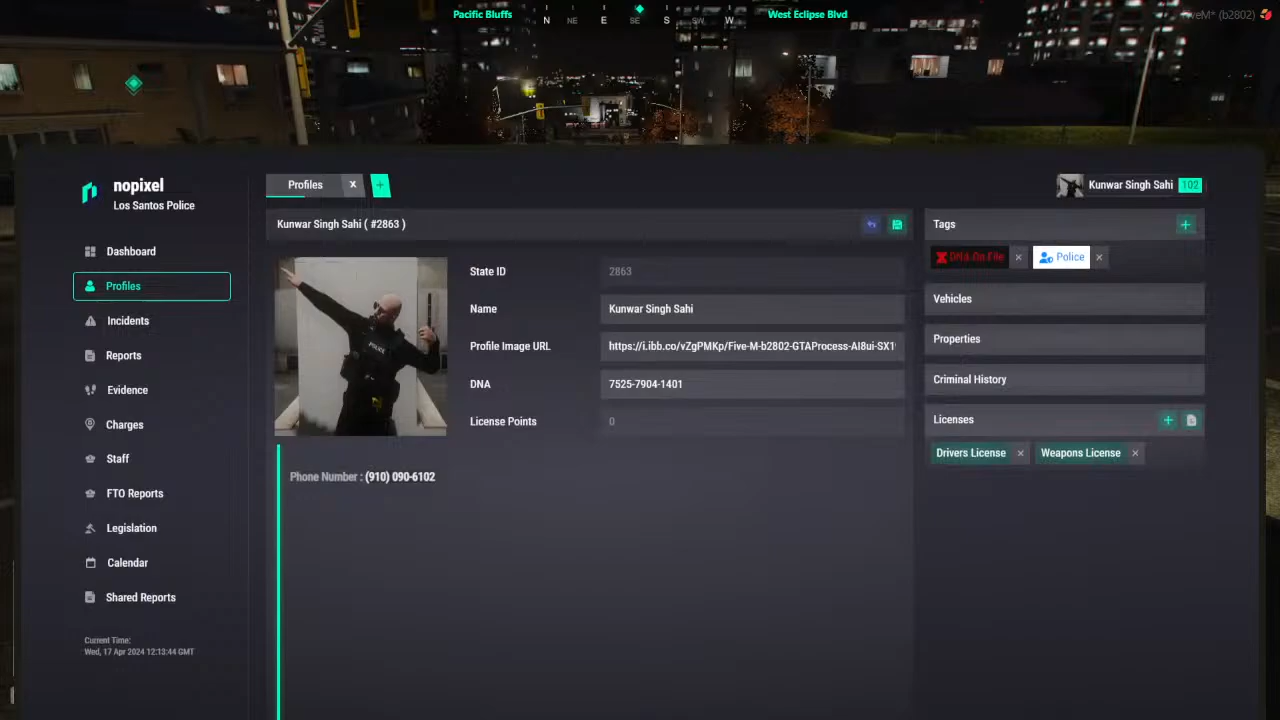 Pacific Bluffs
N NE E SE S SW W
West Eclipse Blvd
(b2802)
nopixel
Los Santos Police
Profiles
Kunwar Singh Sahi 102
Dashboard
Profiles
Incidents
Reports
Evidence
Charges
Staff
FTO Reports
Legislation
Calendar
Shared Reports
Current Time:
Wed, 17 Apr 2024 12:13:44 GMT
Kunwar Singh Sahi ( #2863 )
POLICE
State ID 2863
Name Kunwar Singh Sahi
Profile Image URL https://i.ibb.co/vZgPMKp/Five-M-b2802-GTAProcess-AI8ui-SX1
DNA 7525-7904-1401
License Points 0
Phone Number : (910) 090-6102
Tags
DNA On File
Police
Vehicles
Properties
Criminal History
Licenses
Drivers License
Weapons License